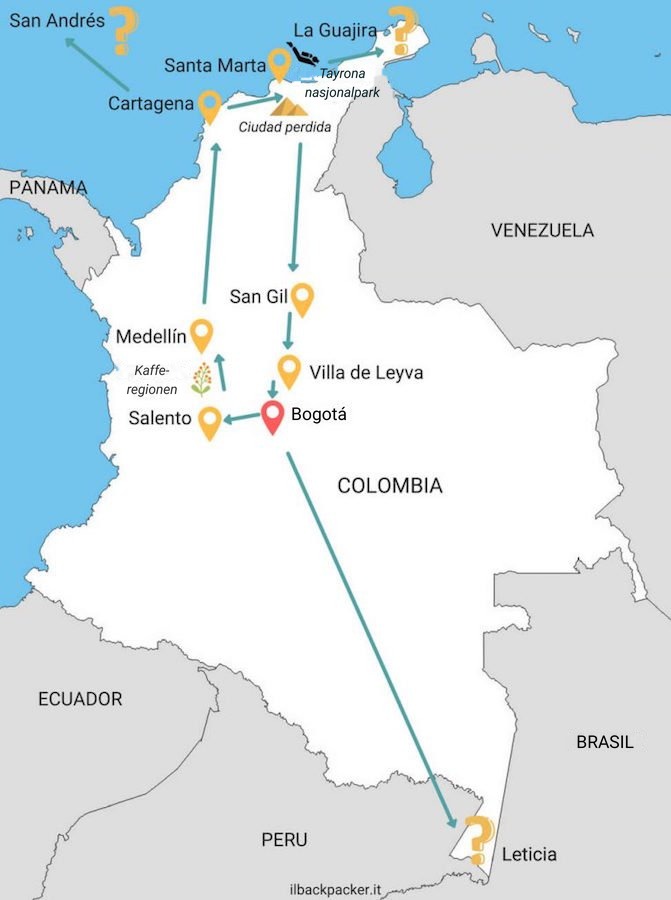 San Andrés
La Guajira
Santa Marta
Tayrona
nasjonalpark
Cartagena
Ciudad perdida
PANAMA
VENEZUELA
San Gil
Medellín
Kaffe-
regionen
Villa de Leyva
Salento
Bogotá
COLOMBIA
ECUADOR
BRASIL
PERU
Leticia
ilbackpacker.it